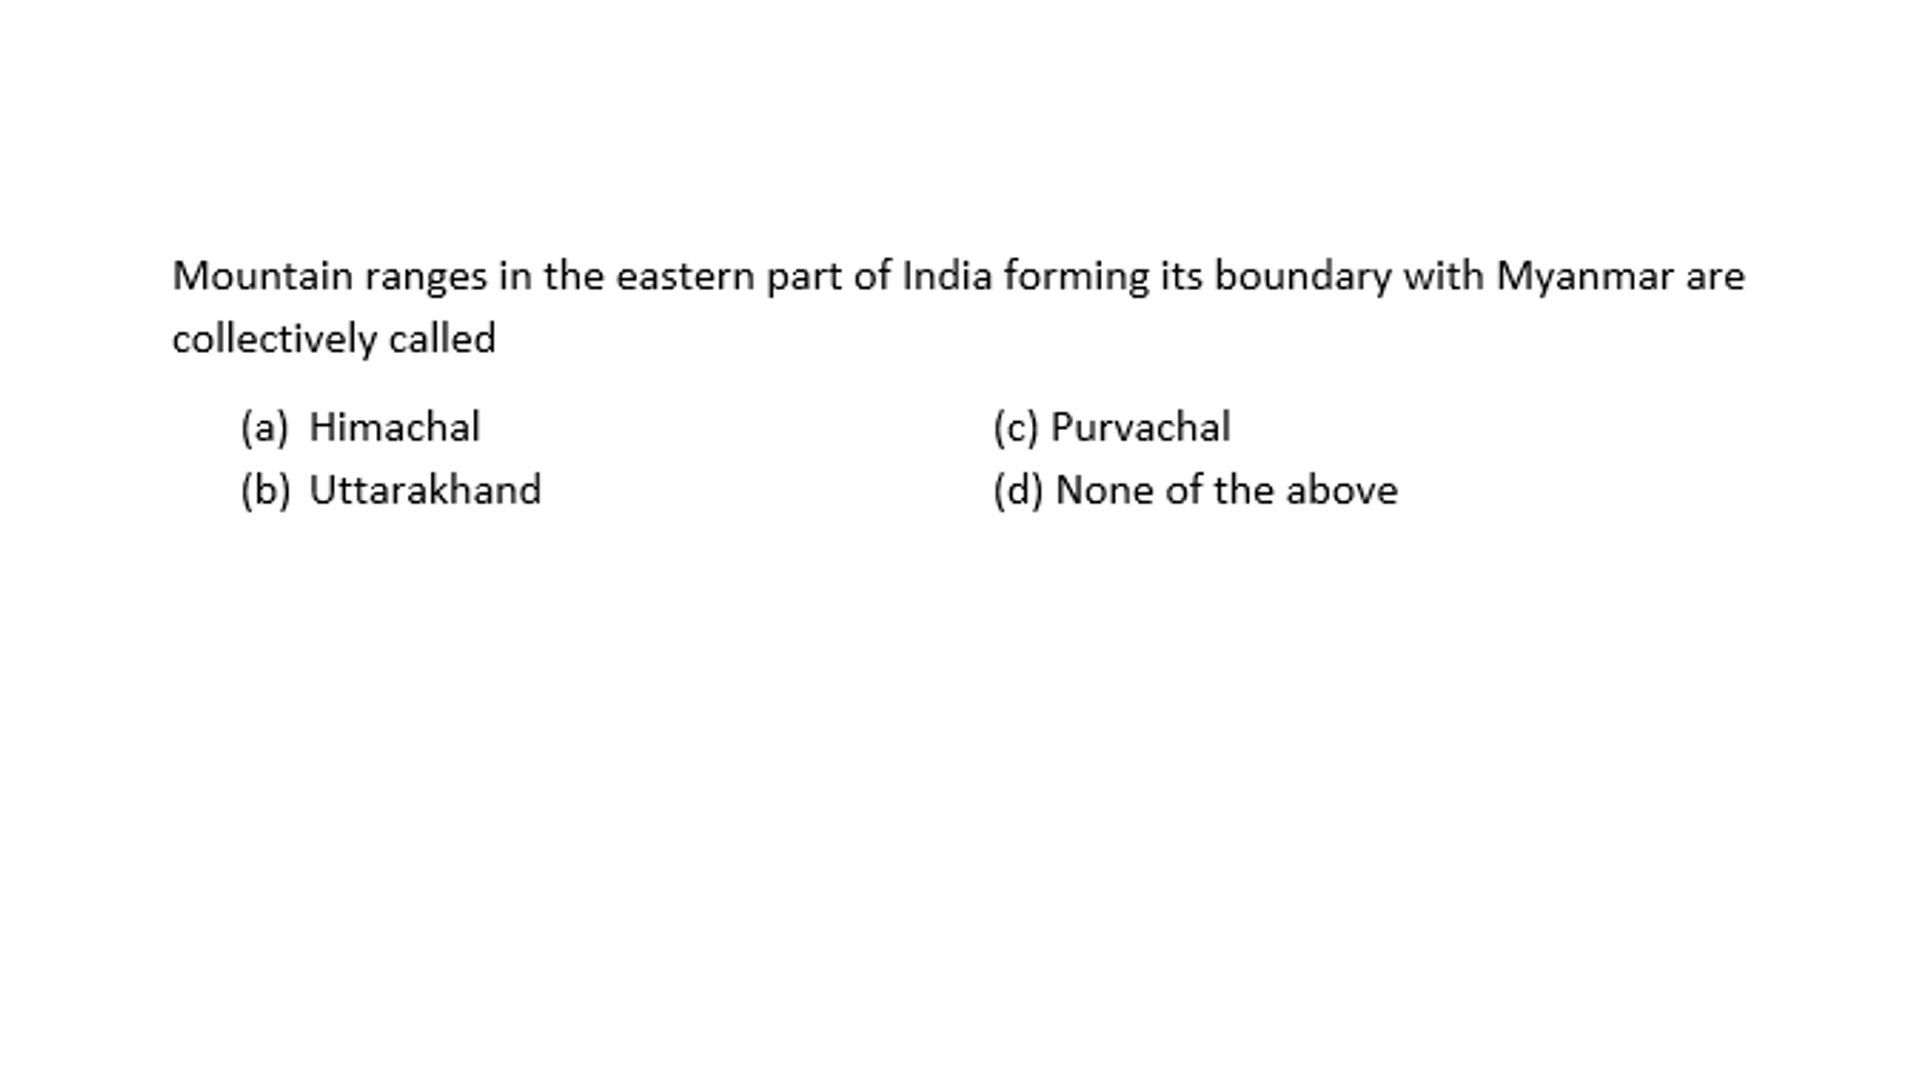 Mountain ranges in the eastern part of India forming its boundary with Myanmar are
collectively called
(a) Himachal
(b) Uttarakhand
(c) Purvachal
(d) None of the above